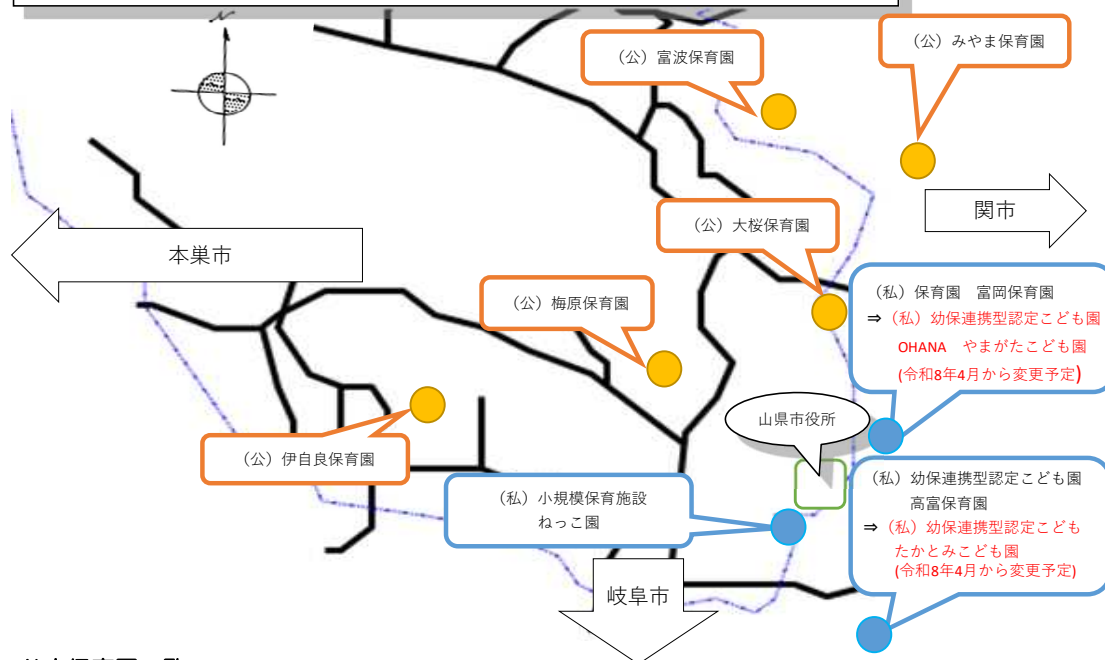 N
(公)みやま保育園
(公)富波保育園
関市
(公)大桜保育園
本巣市
(公)梅原保育園
(私)保育園 富岡保育園
⇒(私)幼保連携型認定こども園
OHANA やまがたこども園
(令和8年4月から変更予定)
山県市役所
(公)伊自良保育園
(私)幼保連携型認定こども園
高富保育園
⇒(私)幼保連携型認定こども
たかとみこども園
(令和8年4月から変更予定)
(私)小規模保育施設
ねっこ園
岐阜市